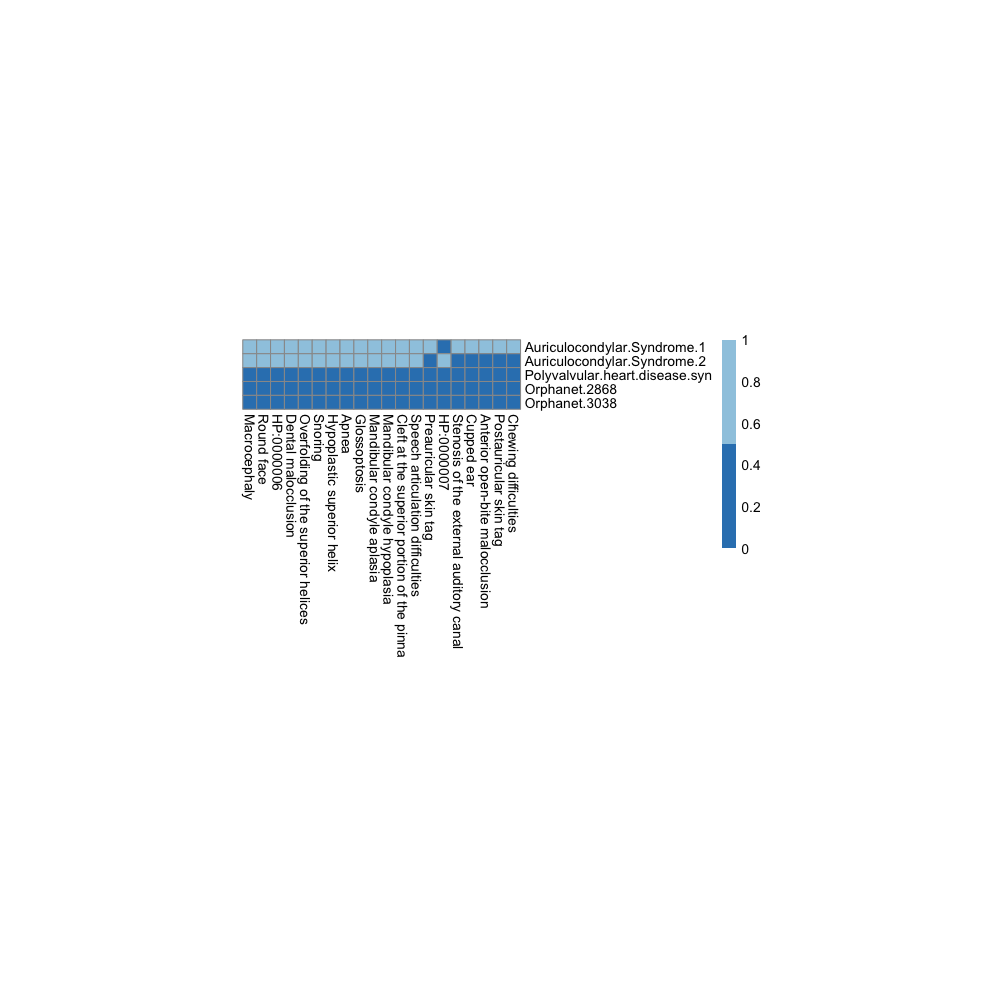 Auriculocondylar.Syndrome.1
Auriculocondylar.Syndrome.2
Polyvalvular.heart.disease.syn
Orphanet.2868
Orphanet.3038
Macrocephaly
Round face
HP:0000006
Dental malocclusion
Overfolding of the superior helices
Snoring
Hypoplastic superior helix
Apnea
Glossoptosis
Mandibular condyle aplasia
Mandibular condyle hypoplasia
Cleft at the superior portion of the pinna
Speech articulation difficulties
Preauricular skin tag
HP:0000007
Stenosis of the external auditory canal
Cupped ear
Anterior open-bite malocclusion
Postauricular skin tag
Chewing difficulties
1
0.8
0.6
0.4
0.2
0